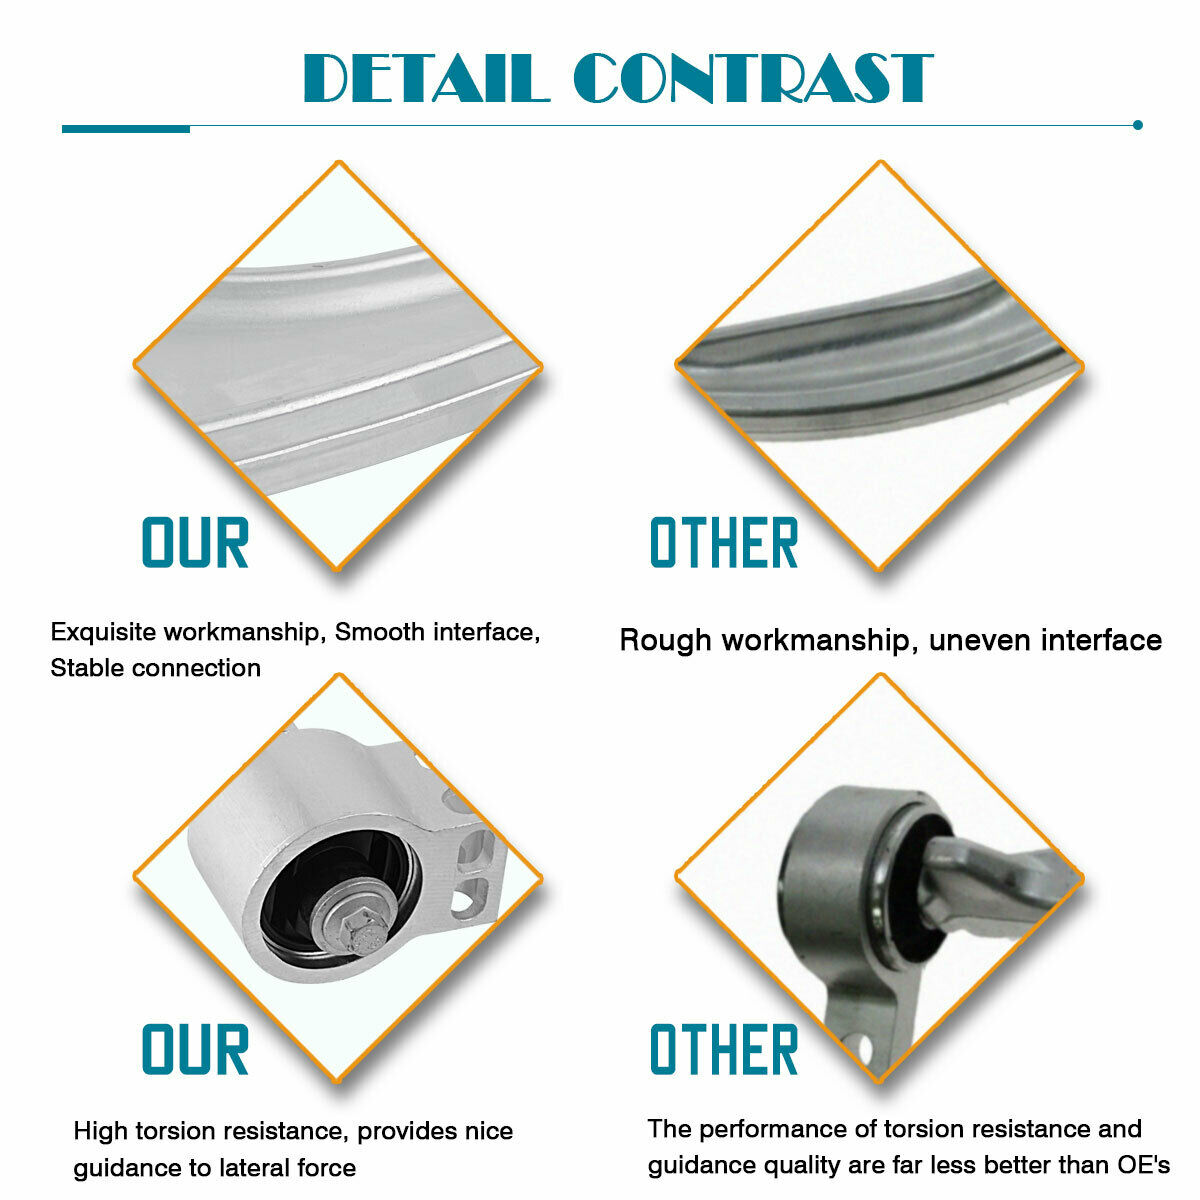 DETAIL CONTRAST
OUR
OTHER
Exquisite workmanship, Smooth interface,
Stable connection
Rough workmanship, uneven interface
OUR
OTHER
High torsion resistance, provides nice
guidance to lateral force
The performance of torsion resistance and
guidance quality are far less better than OE's